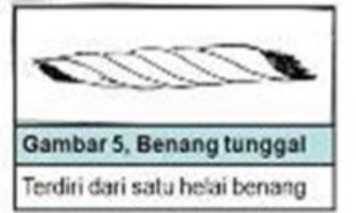 Gambar 5, Benang tunggal
Terdiri dari satu helai benang